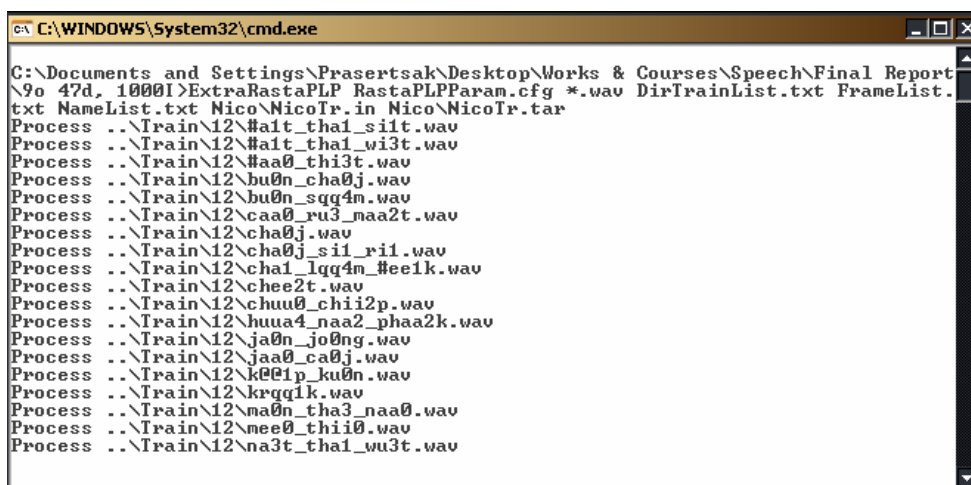 C:\WINDOWS\System32\cmd.exe
C:\Documents and Settings\Prasertsak\Desktop\Works & Courses\Speech\Final Report
\9o 47d, 1000I>ExtraRastaPLP RastaPLPParam.cfg *.wav DirTrainList.txt FrameList.
txt NameList.txt Nico\NicoTr.in Nico\NicoTr.tar
Process ..\Train\12\#a1t_tha1_si1t.wav
Process ..\Train\12\#a1t_tha1_wi3t.wav
Process ..\Train\12\#aa0_thi3t.wav
Process ..\Train\12\bu0n_cha0j.wav
Process ..\Train\12\bu0n_sqq4m.wav
Process ..\Train\12\caa0_ru3_maa2t.wav
Process ..\Train\12\cha0j.wav
Process ..\Train\12\cha0j_si1_ri1.wav
Process ..\Train\12\cha1_lqq4m_#ee1k.wav
Process ..\Train\12\chee2t.wav
Process ..\Train\12\chuu0_chii2p.wav
Process ..\Train\12\huua4_naa2_phaa2k.wav
Process ..\Train\12\ja0n_jo0ng.wav
Process ..\Train\12\jaa0_ca0j.wav
Process ..\Train\12\k@@1p_ku0n.wav
Process ..\Train\12\krqq1k.wav
Process ..\Train\12\ma0n_tha3_naa0.wav
Process ..\Train\12\mee0_thii0.wav
Process ..\Train\12\na3t_tha1_wu3t.wav